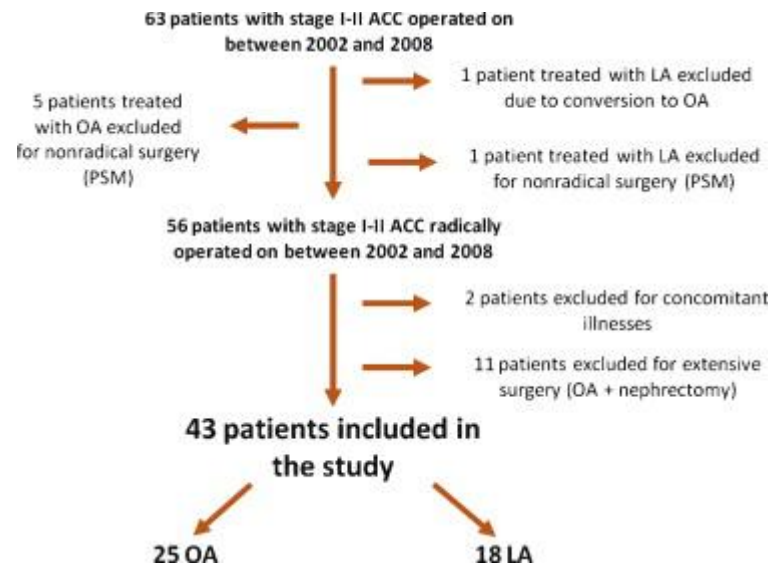 63 patients with stage I-II ACC operated on
between 2002 and 2008
1 patient treated with LA excluded
due to conversion to OA
5 patients treated
with OA excluded
for nonradical surgery
(PSM)
1 patient treated with LA excluded
for nonradical surgery (PSM)
56 patients with stage I-II ACC radically
operated on between 2002 and 2008
2 patients excluded for concomitant
illnesses
11 patients excluded for extensive
surgery (OA + nephrectomy)
43 patients included in
the study
25 OA
18 LA